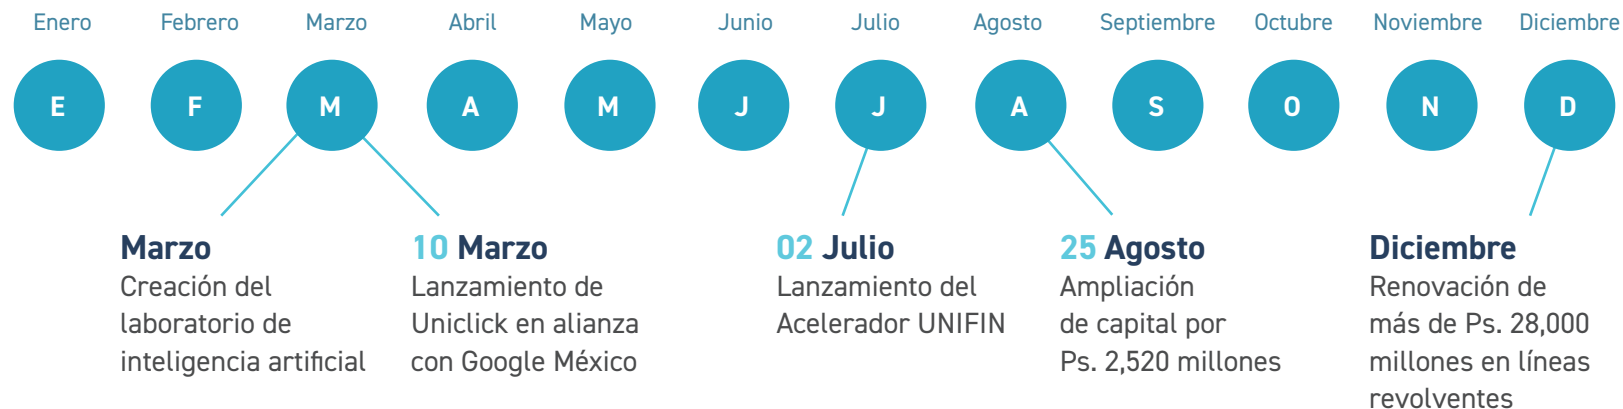 Enero Febrero Marzo Abril Mayo Junio Julio Agosto Septiembre Octubre Noviembre Diciembre
E F M A M J J A S O N D
Marzo
Creación del
laboratorio de
inteligencia artificial
10 Marzo
Lanzamiento de
Uniclick en alianza
con Google México
02 Julio
Lanzamiento del
Acelerador UNIFIN
25 Agosto
Ampliación
de capital por
Ps. 2,520 millones
Diciembre
Renovación de
más de Ps. 28,000
millones en líneas
revolventes